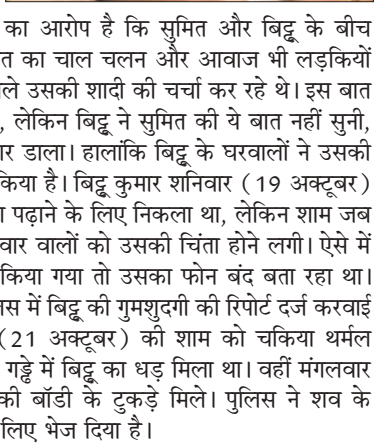 का आरोप है कि सुमित और बिट्टू के बीच
त का चाल चलन और आवाज भी लड़कियों
ले उसकी शादी की चर्चा कर रहे थे। इस बात
, लेकिन बिट्टू ने सुमित की ये बात नहीं सुनी,
ार डाला। हालांकि बिट्टू के घरवालों ने उसकी
किया है। बिट्टू कुमार शनिवार ( 19 अक्टूबर )
ा पढ़ाने के लिए निकला था, लेकिन शाम जब
वार वालों को उसकी चिंता होने लगी। ऐसे में
किया गया तो उसका फोन बंद बता रहा था।
नस में बिट्टू की गुमशुदगी की रिपोर्ट दर्ज करवाई
(21 अक्टूबर) की शाम को चकिया थर्मल
गड्ढे में बिट्टू का धड़ मिला था। वहीं मंगलवार
की बॉडी के टुकड़े मिले। पुलिस ने शव के
लिए भेज दिया है।